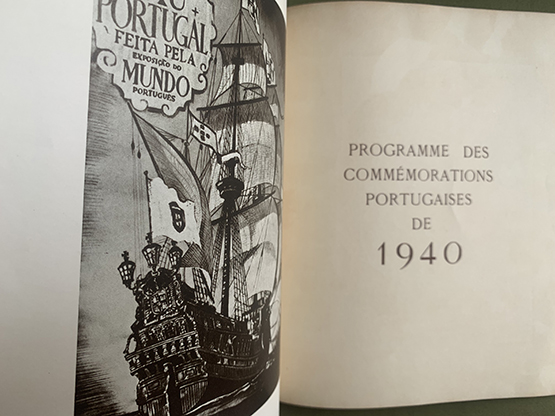 PORTUGAL
FEITA PELA
EXPOSIÇÃO DO
MUNDO
PORTUGUÊS
PROGRAMME DES
COMMÉMORATIONS
PORTUGAISES
DE
1940